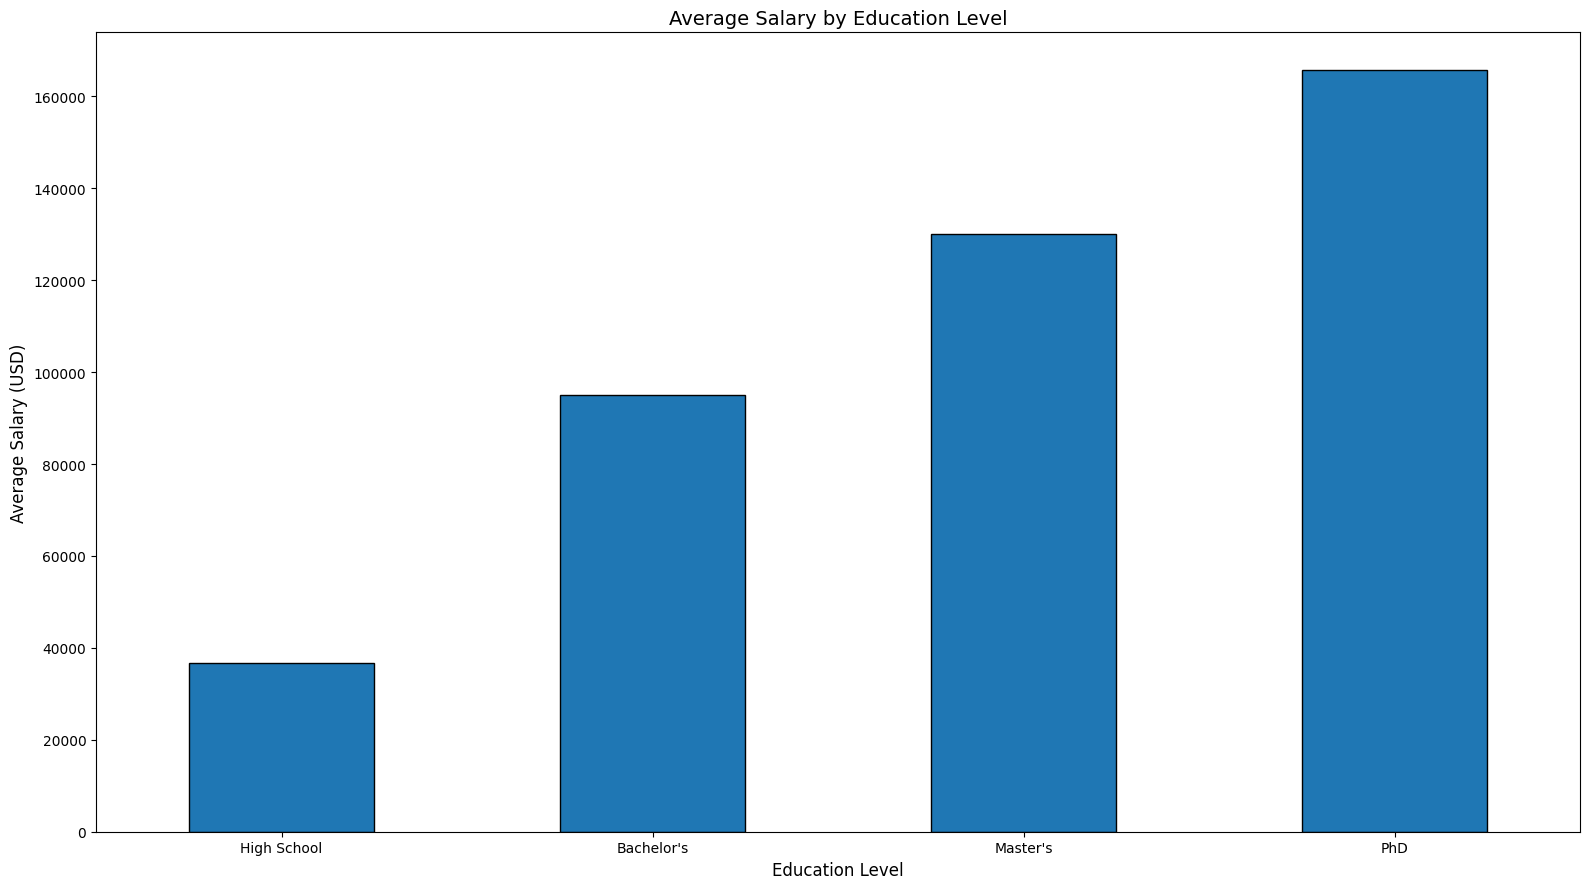 Average Salary by Education Level
Average Salary (USD)
160000
140000
120000
100000
80000
60000
40000
20000
0
High School Bachelor's Master's PhD
Education Level